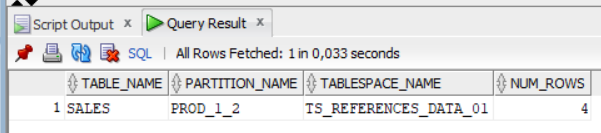 Script Output x Query Result x
SQL | All Rows Fetched: 1 in 0,033 seconds
TABLE_NAME PARTITION_NAME TABLESPACE_NAME NUM_ROWS
1 SALES PROD_1_2 TS_REFERENCES_DATA_01 4